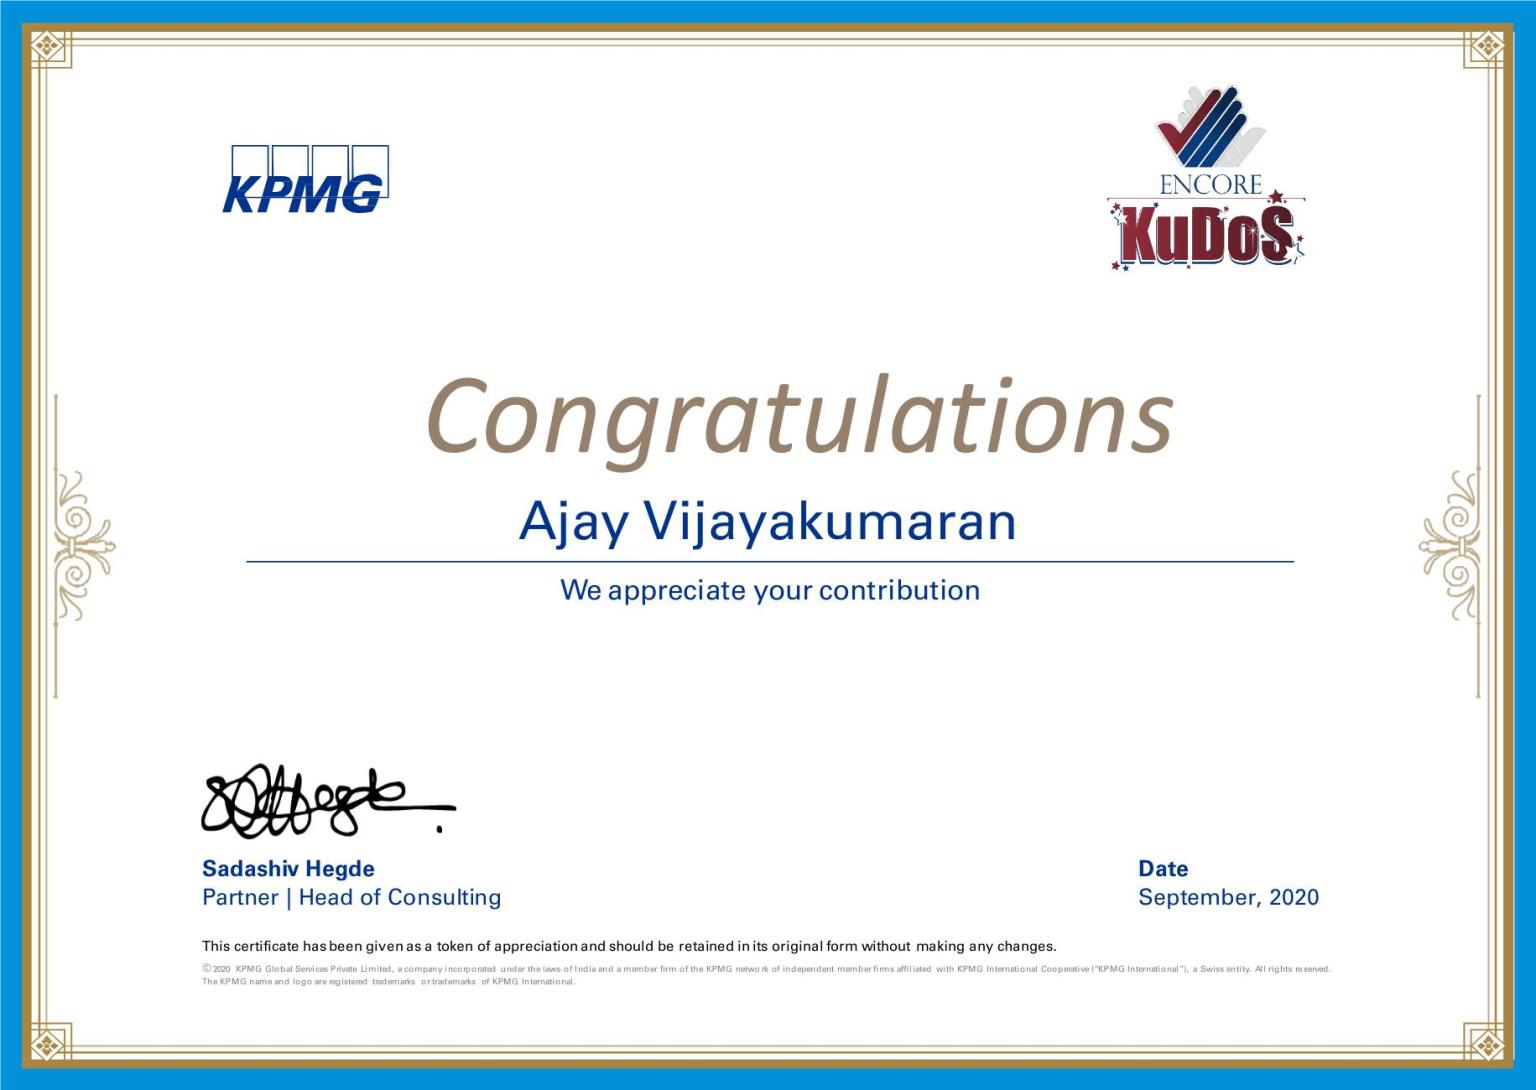 KPMG
ENCORE
KuDoS
Congratulations
Ajay Vijayakumaran
We appreciate your contribution
Sadashiv Hegde
Partner | Head of Consulting
Date
September, 2020
This certificate has been given as a token of appreciation and should be retained in its original form without making any changes.
© 2020 KPMG Global Services Private Limited, a company incorporated under the laws of India and a member firm of the KPMG network of independent member firms affiliated with KPMG International Cooperative ("KPMG International"), a Swiss entity. All rights reserved.
The KPMG name and logo are registered trademarks or trademarks of KPMG International.